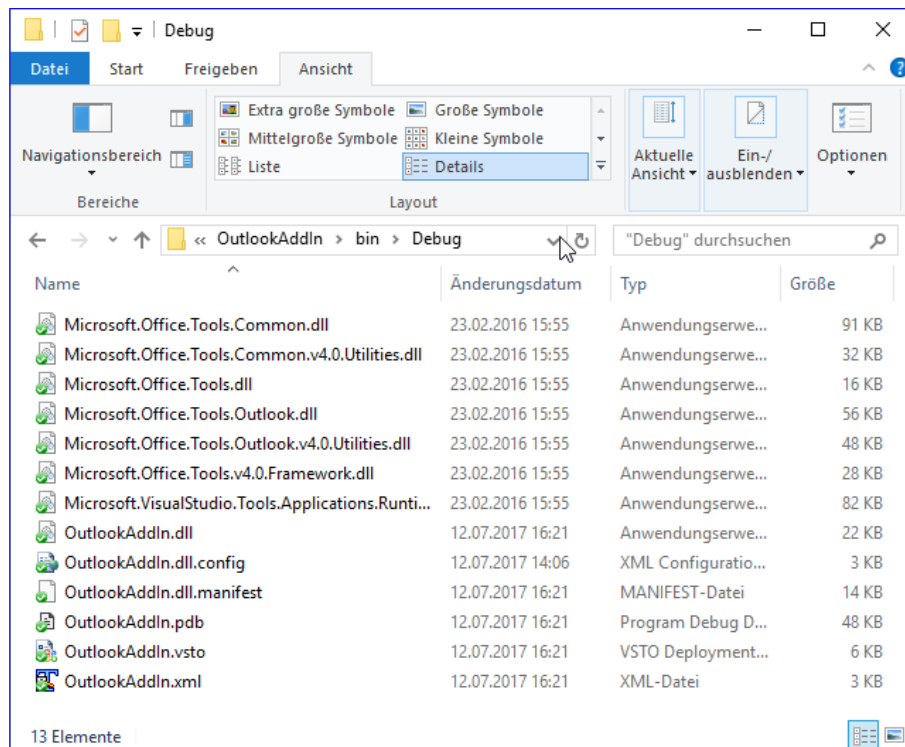 Debug
Datei Start Freigeben Ansicht ?
Extra große Symbole Große Symbole
Mittelgroße Symbole Kleine Symbole
Liste Details
Navigationsbereich
Aktuelle Ansicht
Ein-/ ausblenden
Optionen
Bereiche Layout
« OutlookAddIn > bin > Debug "Debug" durchsuchen
Name Änderungsdatum Typ Größe
Microsoft.Office.Tools.Common.dll 23.02.2016 15:55 Anwendungserwe... 91 KB
Microsoft.Office.Tools.Common.v4.0.Utilities.dll 23.02.2016 15:55 Anwendungserwe... 32 KB
Microsoft.Office.Tools.dll 23.02.2016 15:55 Anwendungserwe... 16 KB
Microsoft.Office.Tools.Outlook.dll 23.02.2016 15:55 Anwendungserwe... 56 KB
Microsoft.Office.Tools.Outlook.v4.0.Utilities.dll 23.02.2016 15:55 Anwendungserwe... 48 KB
Microsoft.Office.Tools.v4.0.Framework.dll 23.02.2016 15:55 Anwendungserwe... 28 KB
Microsoft.VisualStudio.Tools.Applications.Runti... 23.02.2016 15:55 Anwendungserwe... 82 KB
OutlookAddIn.dll 12.07.2017 16:21 Anwendungserwe... 22 KB
OutlookAddIn.dll.config 12.07.2017 14:06 XML Configuratio... 3 KB
OutlookAddIn.dll.manifest 12.07.2017 16:21 MANIFEST-Datei 14 KB
OutlookAddIn.pdb 12.07.2017 16:21 Program Debug D... 48 KB
OutlookAddIn.vsto 12.07.2017 16:21 VSTO Deployment... 6 KB
OutlookAddIn.xml 12.07.2017 16:21 XML-Datei 3 KB
13 Elemente